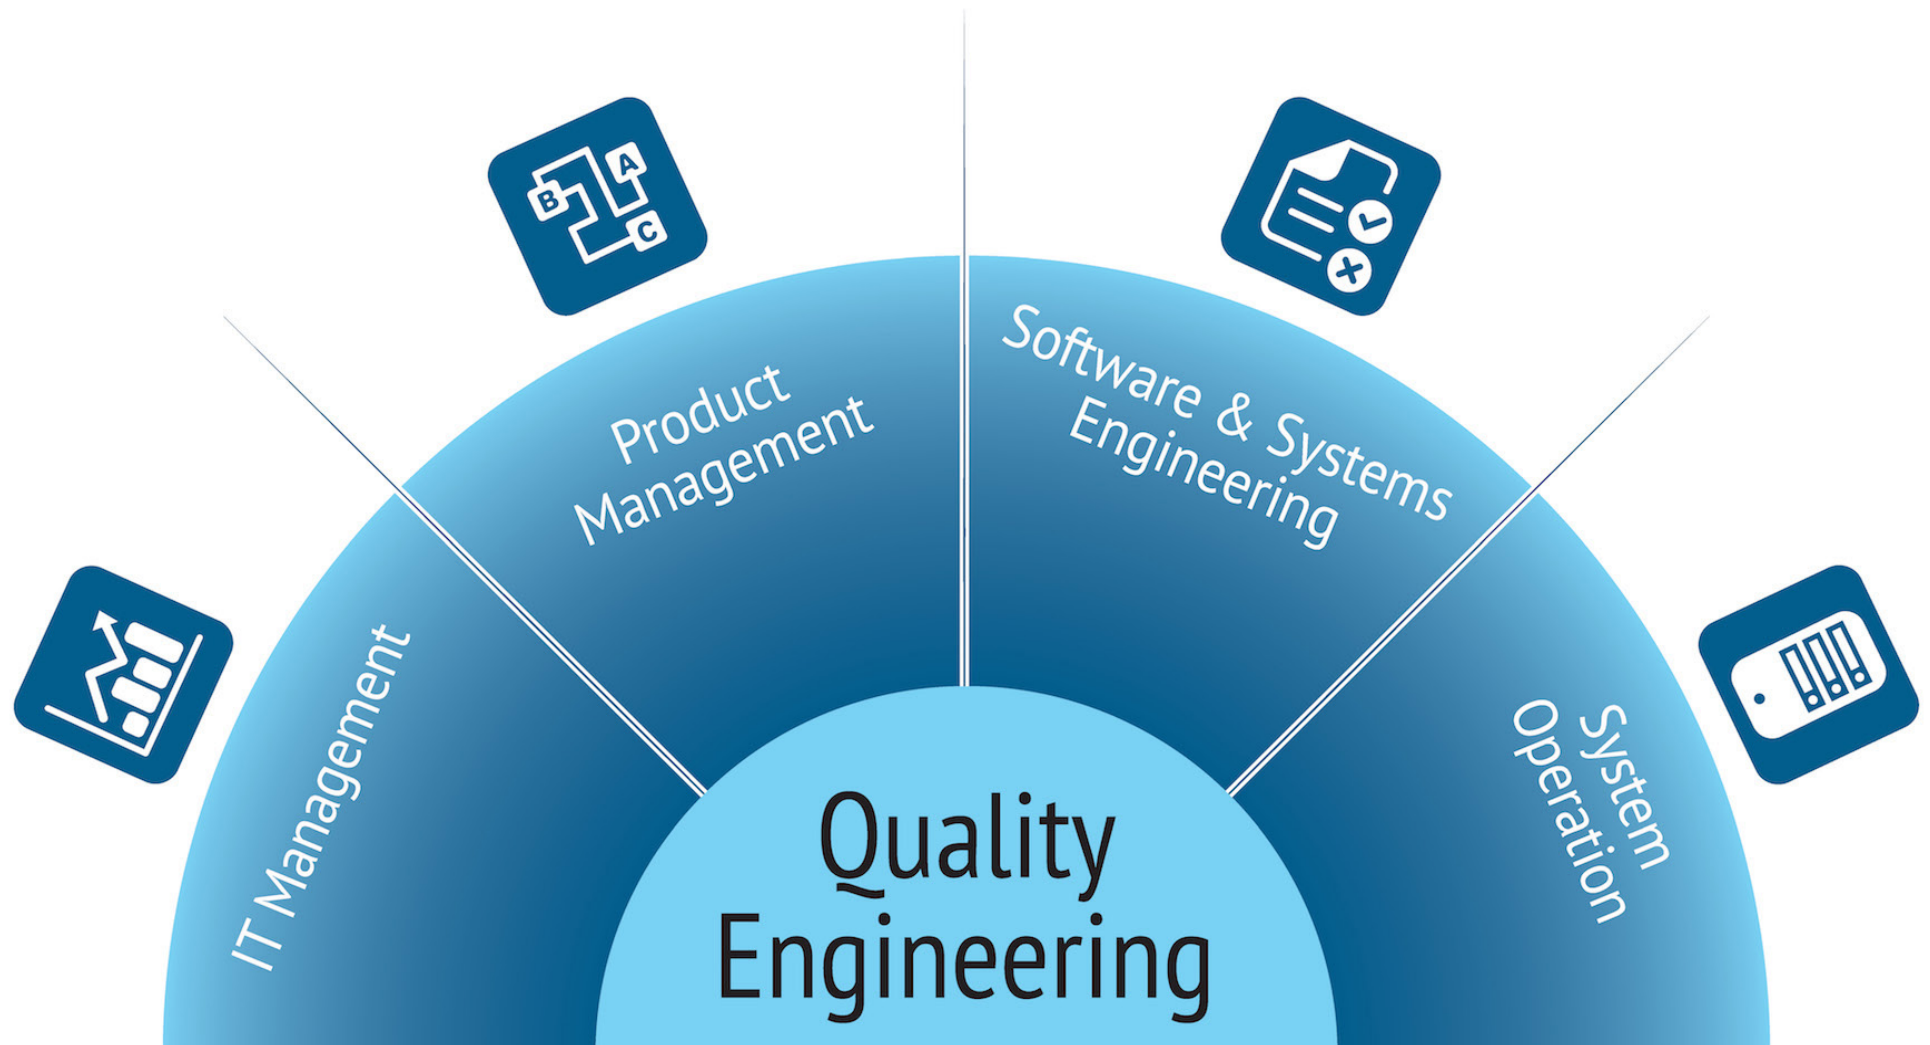 B
A
C
Product
Management
Software & Systems
Engineering
IT Management
System
Operation
Quality
Engineering